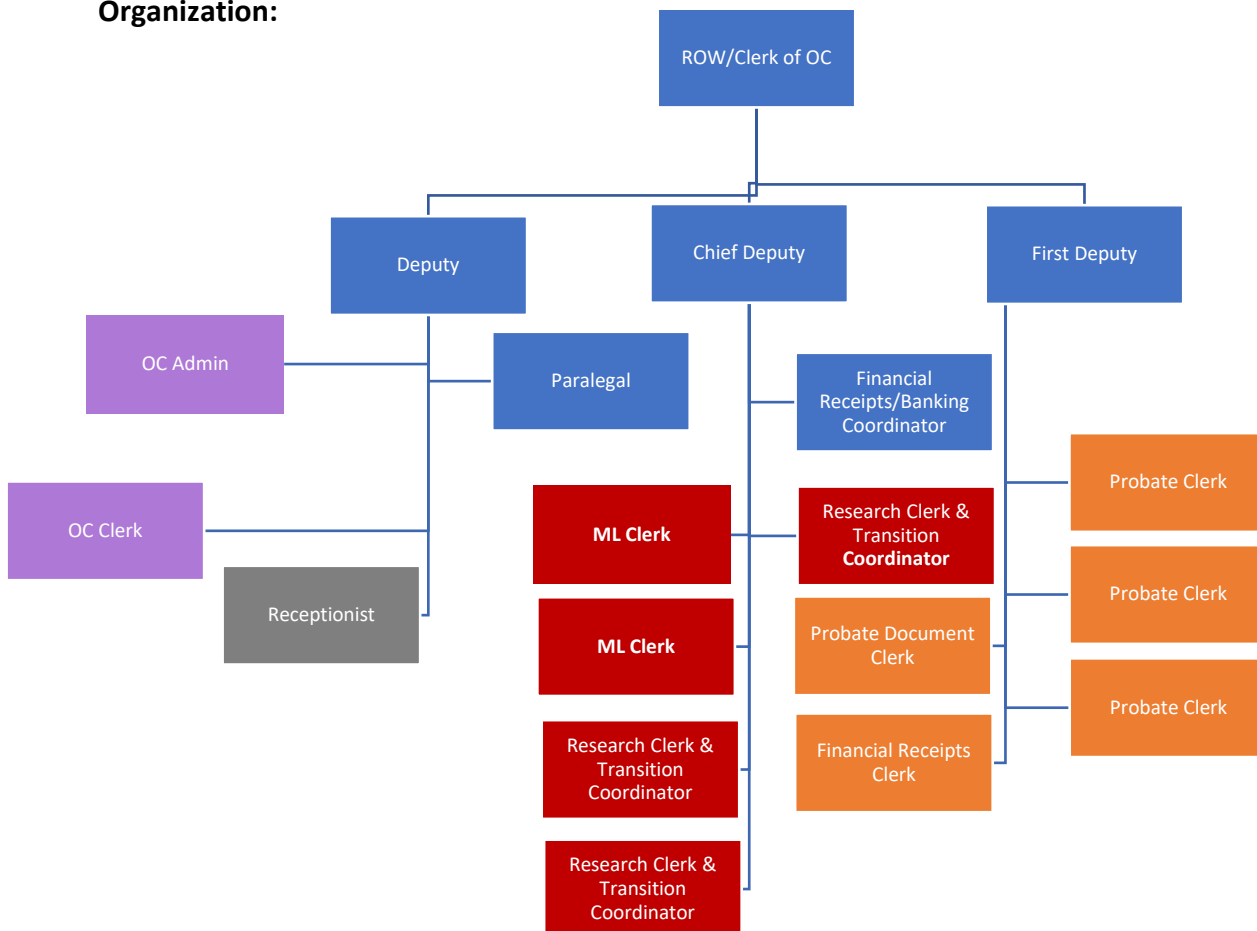 Organization:
ROW/Clerk of OC
Deputy
Chief Deputy
First Deputy
OC Admin
Paralegal
Financial
Receipts/Banking
Coordinator
Probate Clerk
OC Clerk
ML Clerk
Research Clerk &
Transition
Coordinator
Receptionist
ML Clerk
Probate Document
Clerk
Probate Clerk
Probate Clerk
Research Clerk &
Transition
Coordinator
Financial Receipts
Clerk
Research Clerk &
Transition
Coordinator